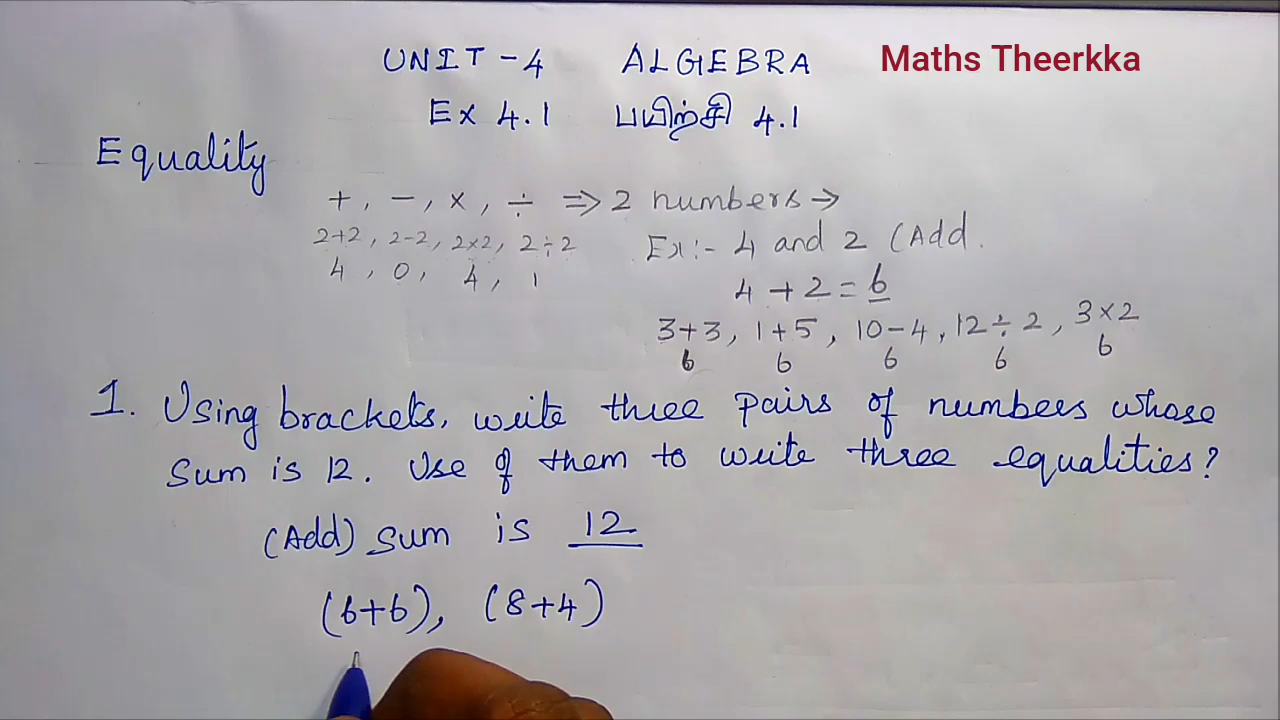 UNIT - 4 ALGEBRA Maths Theerkka
Ex 4.1 பயிற்சி 4.1
Equality
+, -, ×, ÷ => 2 numbers →
2+2, 2-2, 2×2, 2÷2 Ex:- 4 and 2 (Add.
4, 0, 4, 1
4 + 2 = 6
3+3, 1+5, 10-4, 12÷2, 3×2
6 6 6 6 6
1. Using brackets, write three pairs of numbers whose
sum is 12. Use of them to write three equalities?
(Add) Sum is 12
(6+6), (8+4)